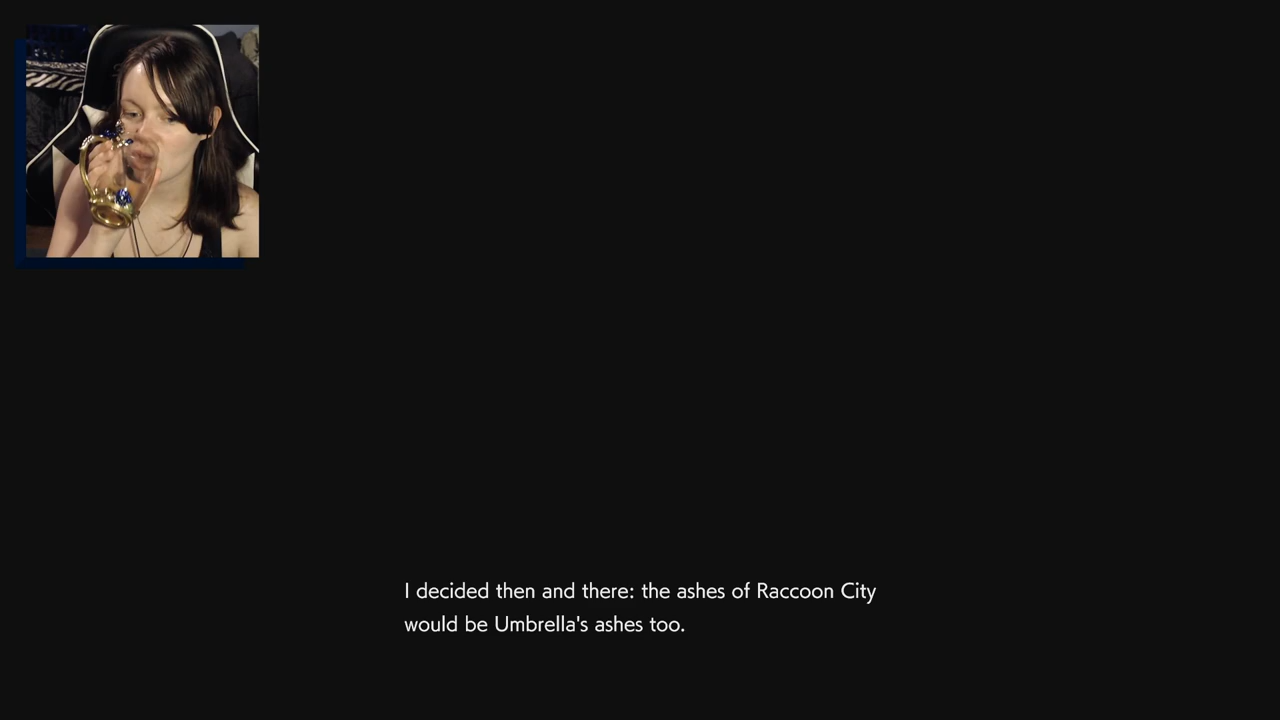 I decided then and there: the ashes of Raccoon City
would be Umbrella's ashes too.